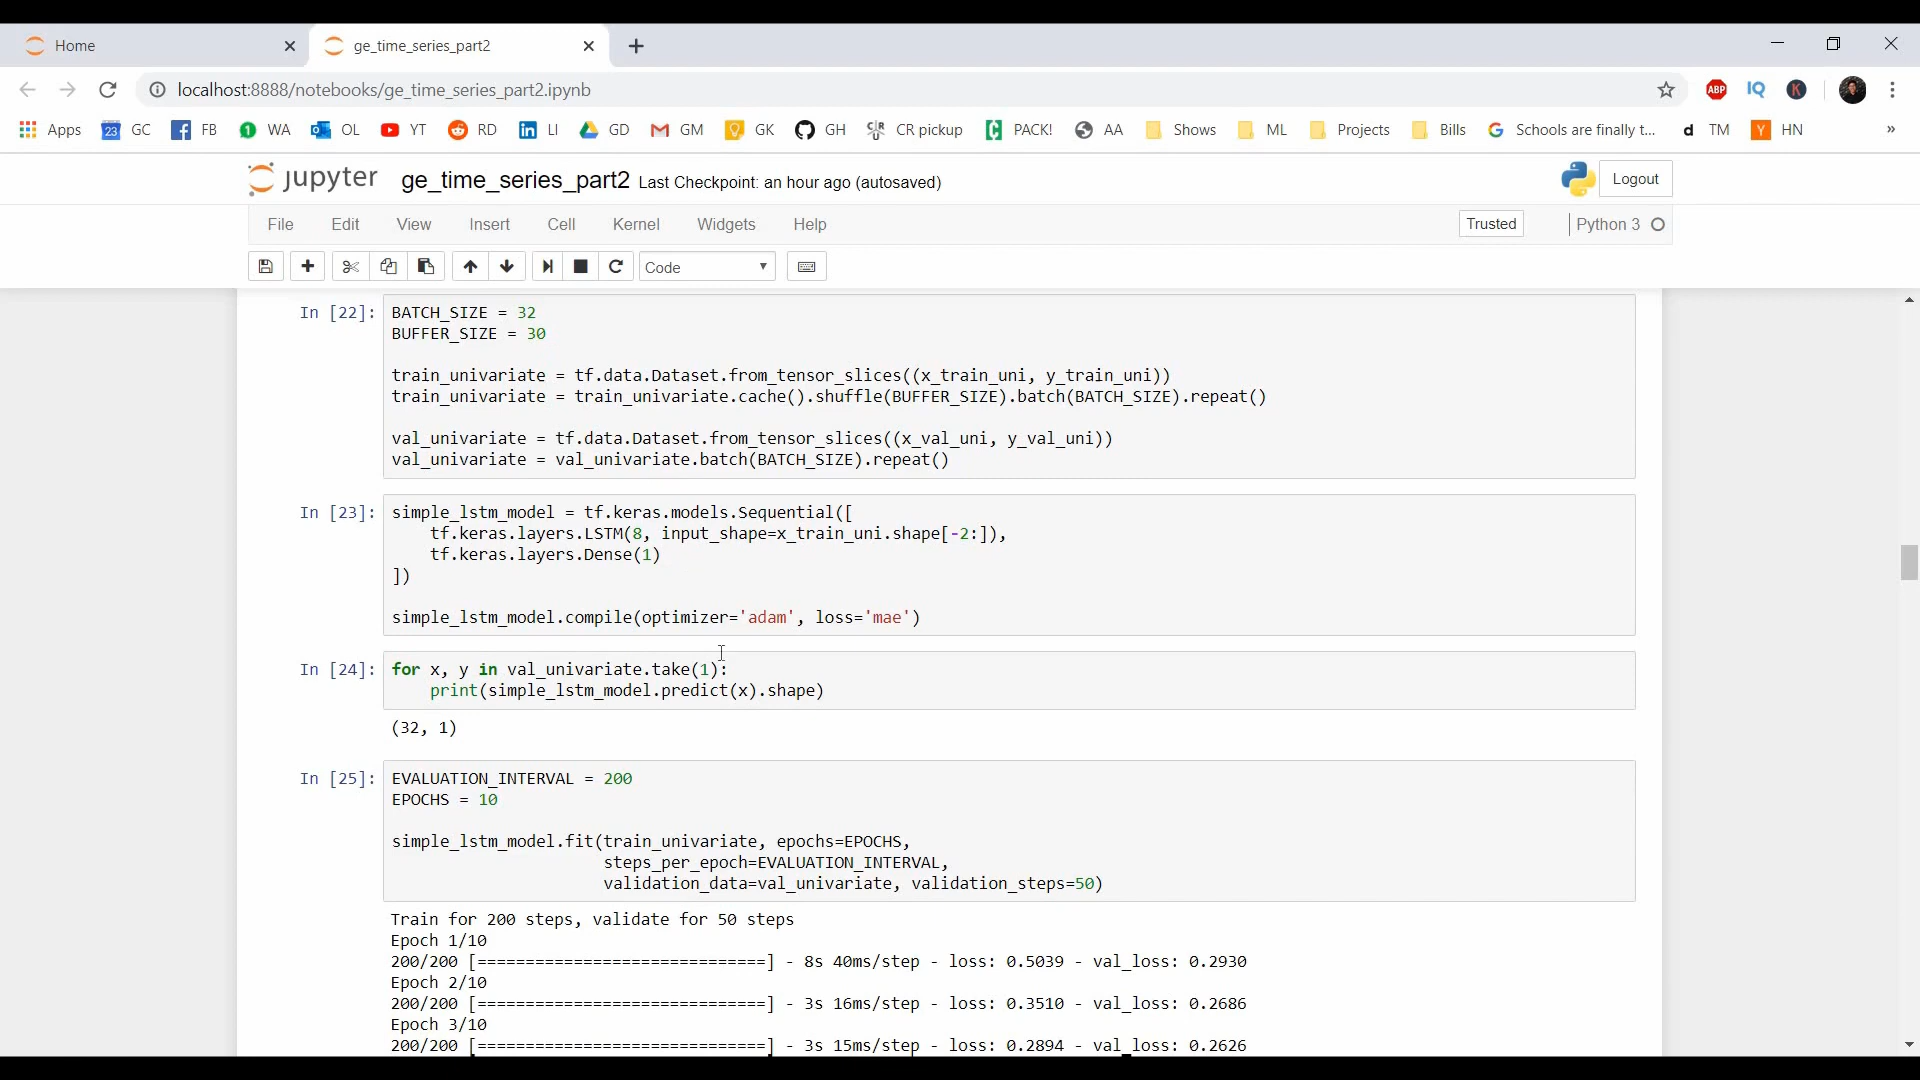 Home
ge_time_series_part2
localhost:8888/notebooks/ge_time_series_part2.ipynb
ABP IQ K
Apps 23 GC FB 1 WA OL YT RD LI GD GM GK GH CR pickup PACK! AA Shows ML Projects Bills Schools are finally t... d TM Y HN »
jupyter ge_time_series_part2 Last Checkpoint: an hour ago (autosaved) Logout
File Edit View Insert Cell Kernel Widgets Help Trusted Python 3
Code
In [22]: BATCH_SIZE = 32
BUFFER_SIZE = 30
train_univariate = tf.data.Dataset.from_tensor_slices((x_train_uni, y_train_uni))
train_univariate = train_univariate.cache().shuffle(BUFFER_SIZE).batch(BATCH_SIZE).repeat()
val_univariate = tf.data.Dataset.from_tensor_slices((x_val_uni, y_val_uni))
val_univariate = val_univariate.batch(BATCH_SIZE).repeat()
In [23]: simple_lstm_model = tf.keras.models.Sequential([
tf.keras.layers.LSTM(8, input_shape=x_train_uni.shape[-2:]),
tf.keras.layers.Dense(1)
])
simple_lstm_model.compile(optimizer='adam', loss='mae')
In [24]: for x, y in val_univariate.take(1):
print(simple_lstm_model.predict(x).shape)
(32, 1)
In [25]: EVALUATION_INTERVAL = 200
EPOCHS = 10
simple_lstm_model.fit(train_univariate, epochs=EPOCHS,
steps_per_epoch=EVALUATION_INTERVAL,
validation_data=val_univariate, validation_steps=50)
Train for 200 steps, validate for 50 steps
Epoch 1/10
200/200 [==============================] - 8s 40ms/step - loss: 0.5039 - val_loss: 0.2930
Epoch 2/10
200/200 [==============================] - 3s 16ms/step - loss: 0.3510 - val_loss: 0.2686
Epoch 3/10
200/200 [==============================] - 3s 15ms/step - loss: 0.2894 - val_loss: 0.2626